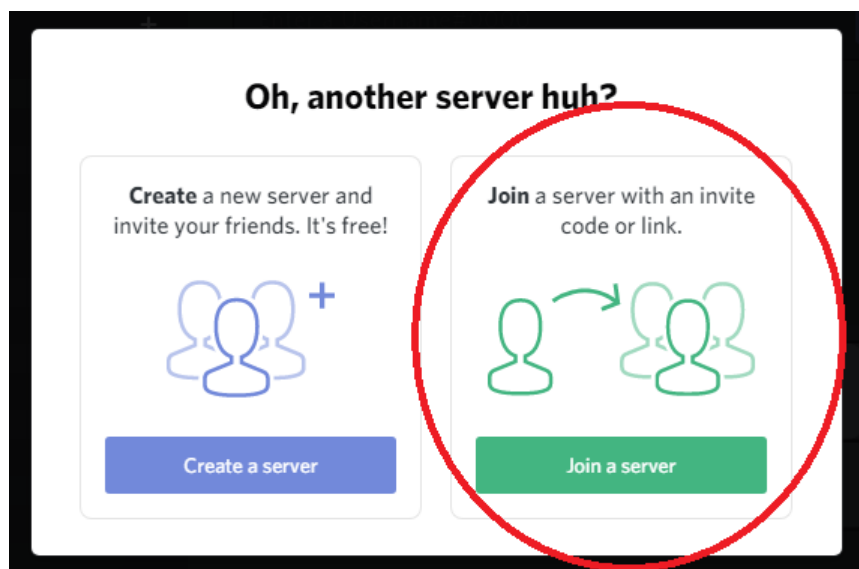 Oh, another server huh?
Create a new server and
invite your friends. It's free!
Create a server
Join a server with an invite
code or link.
Join a server